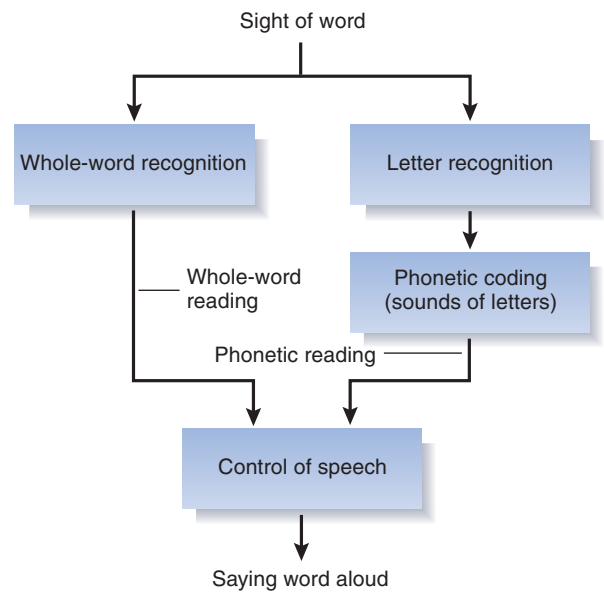 Sight of word
Whole-word recognition
Letter recognition
Whole-word
reading
Phonetic coding
(sounds of letters)
Phonetic reading
Control of speech
Saying word aloud